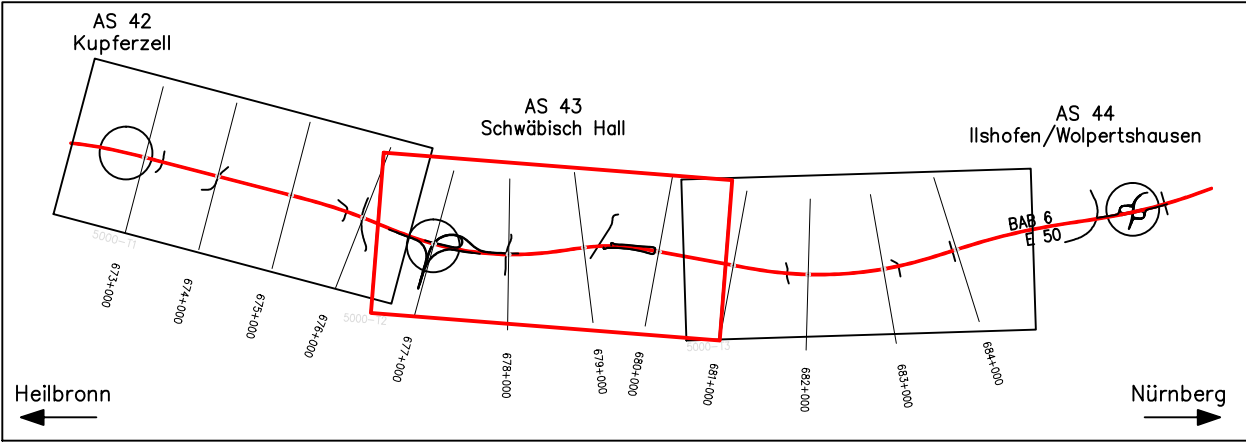 AS 42
Kupferzell
AS 43
Schwäbisch Hall
AS 44
Ilshofen/Wolpertshausen
BAB 6
E 50
5000-T1
5000-T2
5000-T3
673+000
674+000
675+000
676+000
677+000
678+000
679+000
680+000
681+000
682+000
683+000
684+000
Heilbronn
Nürnberg